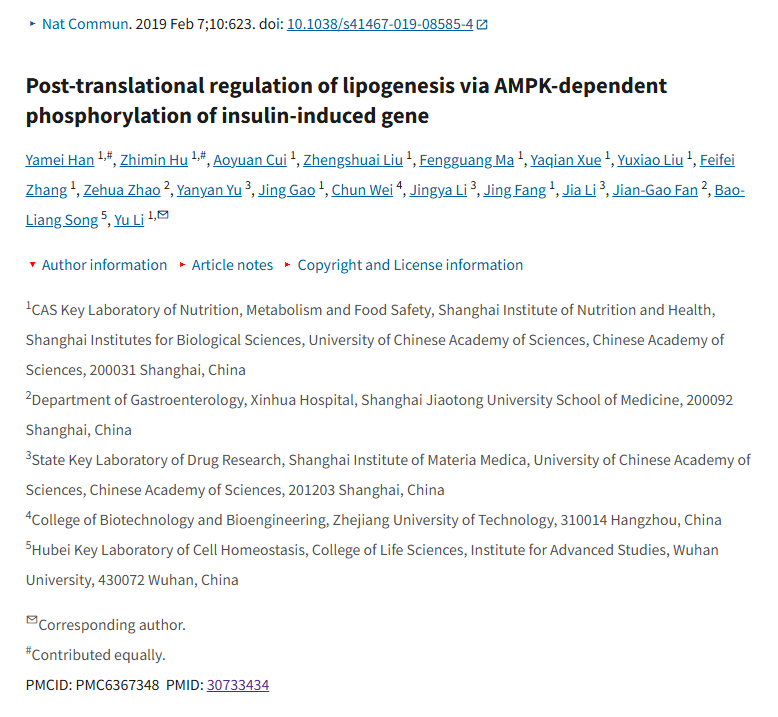 Nat Commun. 2019 Feb 7;10:623. doi: 10.1038/s41467-019-08585-4
Post-translational regulation of lipogenesis via AMPK-dependent
phosphorylation of insulin-induced gene
Yamei Han 1,#, Zhimin Hu 1,#, Aoyuan Cui 1, Zhengshuai Liu 1, Fengguang Ma 1, Yaqian Xue 1, Yuxiao Liu 1, Feifei
Zhang 1, Zehua Zhao 2, Yanyan Yu 3, Jing Gao 1, Chun Wei 4, Jingya Li 3, Jing Fang 1, Jia Li 3, Jian-Gao Fan 2, Bao-
Liang Song 5, Yu Li 1,✉
Author information Article notes Copyright and License information
1CAS Key Laboratory of Nutrition, Metabolism and Food Safety, Shanghai Institute of Nutrition and Health,
Shanghai Institutes for Biological Sciences, University of Chinese Academy of Sciences, Chinese Academy of
Sciences, 200031 Shanghai, China
2Department of Gastroenterology, Xinhua Hospital, Shanghai Jiaotong University School of Medicine, 200092
Shanghai, China
3State Key Laboratory of Drug Research, Shanghai Institute of Materia Medica, University of Chinese Academy of
Sciences, Chinese Academy of Sciences, 201203 Shanghai, China
4College of Biotechnology and Bioengineering, Zhejiang University of Technology, 310014 Hangzhou, China
5Hubei Key Laboratory of Cell Homeostasis, College of Life Sciences, Institute for Advanced Studies, Wuhan
University, 430072 Wuhan, China
✉Corresponding author.
#Contributed equally.
PMCID: PMC6367348 PMID: 30733434